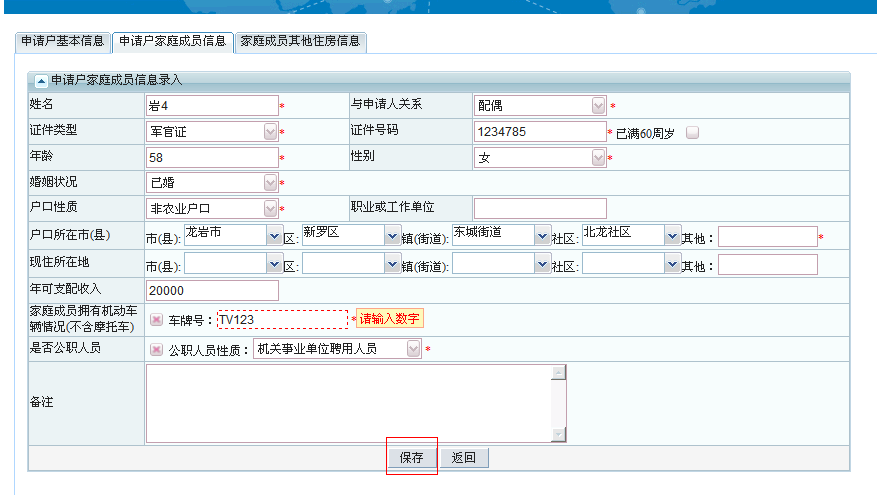 申请户基本信息 申请户家庭成员信息 家庭成员其他住房信息
申请户家庭成员信息录入
姓名 岩4 * 与申请人关系 配偶 *
证件类型 军官证 * 证件号码 1234785 * 已满60周岁
年龄 58 * 性别 女 *
婚姻状况 已婚 *
户口性质 非农业户口 * 职业或工作单位
户口所在市(县) 市(县): 龙岩市 区: 新罗区 镇(街道): 东城街道 社区: 北龙社区 其他： *
现住所在地 市(县): 区: 镇(街道): 社区: 其他：
年可支配收入 20000
家庭成员拥有机动车
辆情况(不含摩托车) 车牌号： TV123 * 请输入数字
是否公职人员 公职人员性质： 机关事业单位聘用人员 *
备注
保存 返回